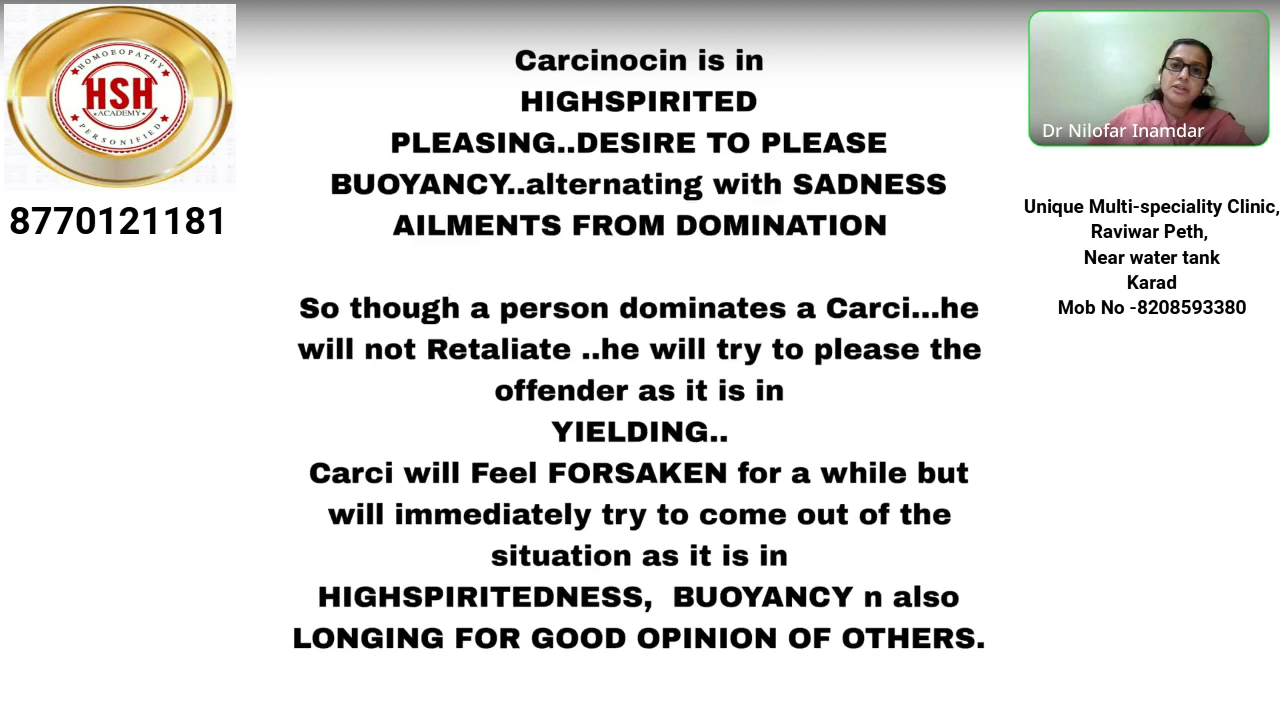 HOMOEOPATHY
HSH
ACADEMY
PERSONIFIED
8770121181
Carcinocin is in
HIGHSPIRITED
PLEASING..DESIRE TO PLEASE
BUOYANCY..alternating with SADNESS
AILMENTS FROM DOMINATION
So though a person dominates a Carci...he
will not Retaliate ..he will try to please the
offender as it is in
YIELDING..
Carci will Feel FORSAKEN for a while but
will immediately try to come out of the
situation as it is in
HIGHSPIRITEDNESS, BUOYANCY n also
LONGING FOR GOOD OPINION OF OTHERS.
Dr Nilofar Inamdar
Unique Multi-speciality Clinic,
Raviwar Peth,
Near water tank
Karad
Mob No -8208593380